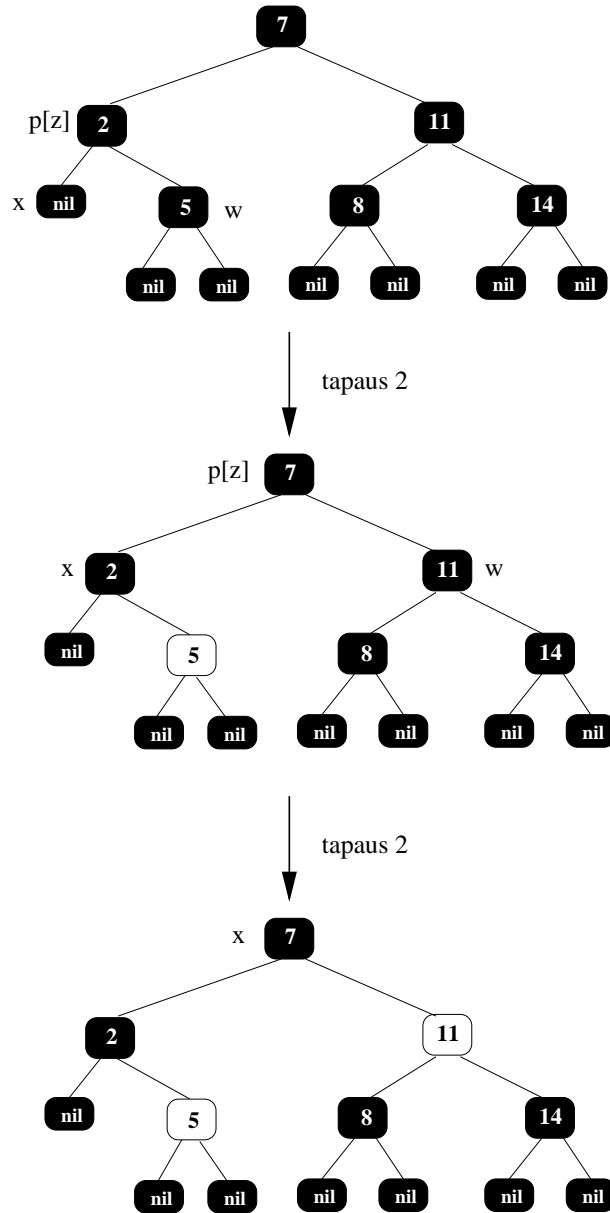 7
p[z] 2 11
x nil 5 w 8 14
nil nil nil nil nil nil
tapaus 2
p[z] 7
x 2 11 w
nil 5 8 14
nil nil nil nil nil nil
tapaus 2
x 7
2 11
nil 5 8 14
nil nil nil nil nil nil